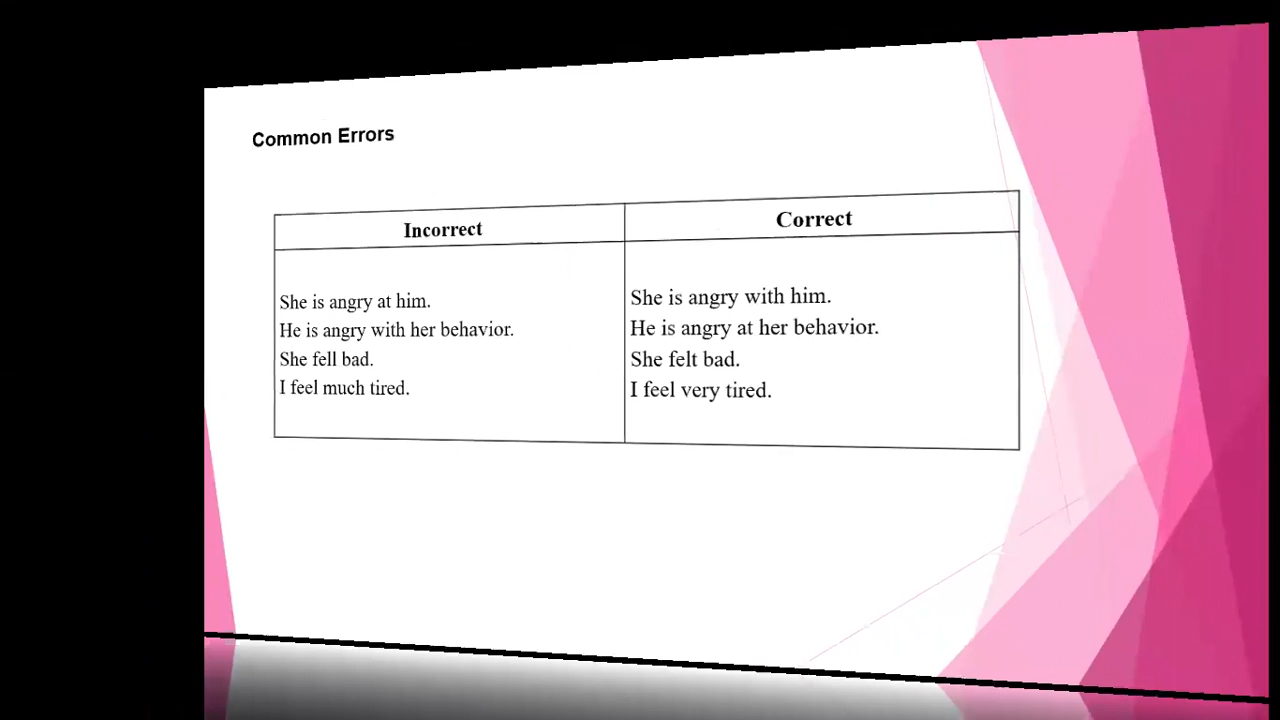 Common Errors
Incorrect
Correct
She is angry at him.
He is angry with her behavior.
She fell bad.
I feel much tired.
She is angry with him.
He is angry at her behavior.
She felt bad.
I feel very tired.